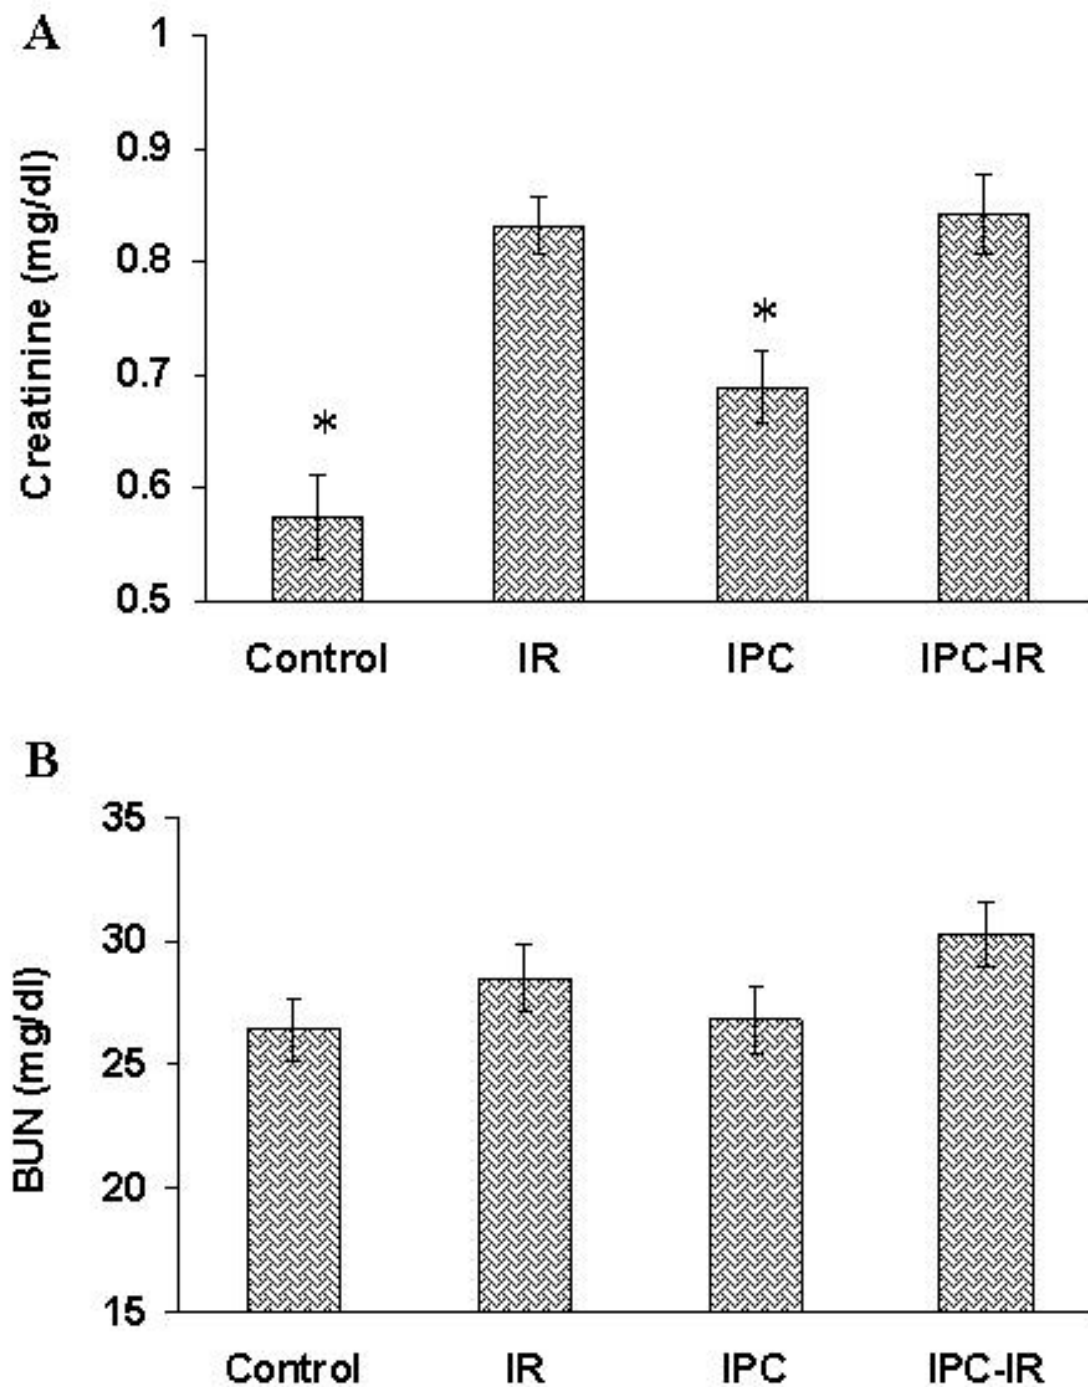 A
Creatinine (mg/dl)
1
0.9
0.8
0.7
0.6
0.5
*
*
Control IR IPC IPC-IR
B
BUN (mg/dl)
35
30
25
20
15
Control IR IPC IPC-IR